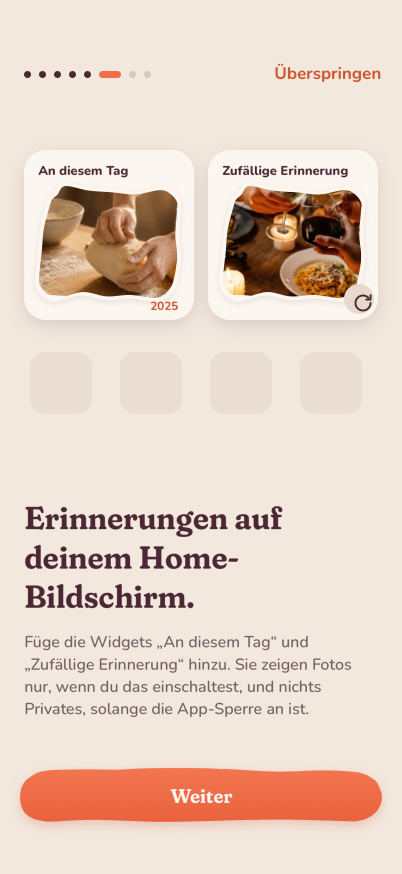 Überspringen
An diesem Tag
Zufällige Erinnerung
2025
Erinnerungen auf
deinem Home-
Bildschirm.
Füge die Widgets „An diesem Tag“ und
„Zufällige Erinnerung“ hinzu. Sie zeigen Fotos
nur, wenn du das einschaltest, und nichts
Privates, solange die App-Sperre an ist.
Weiter